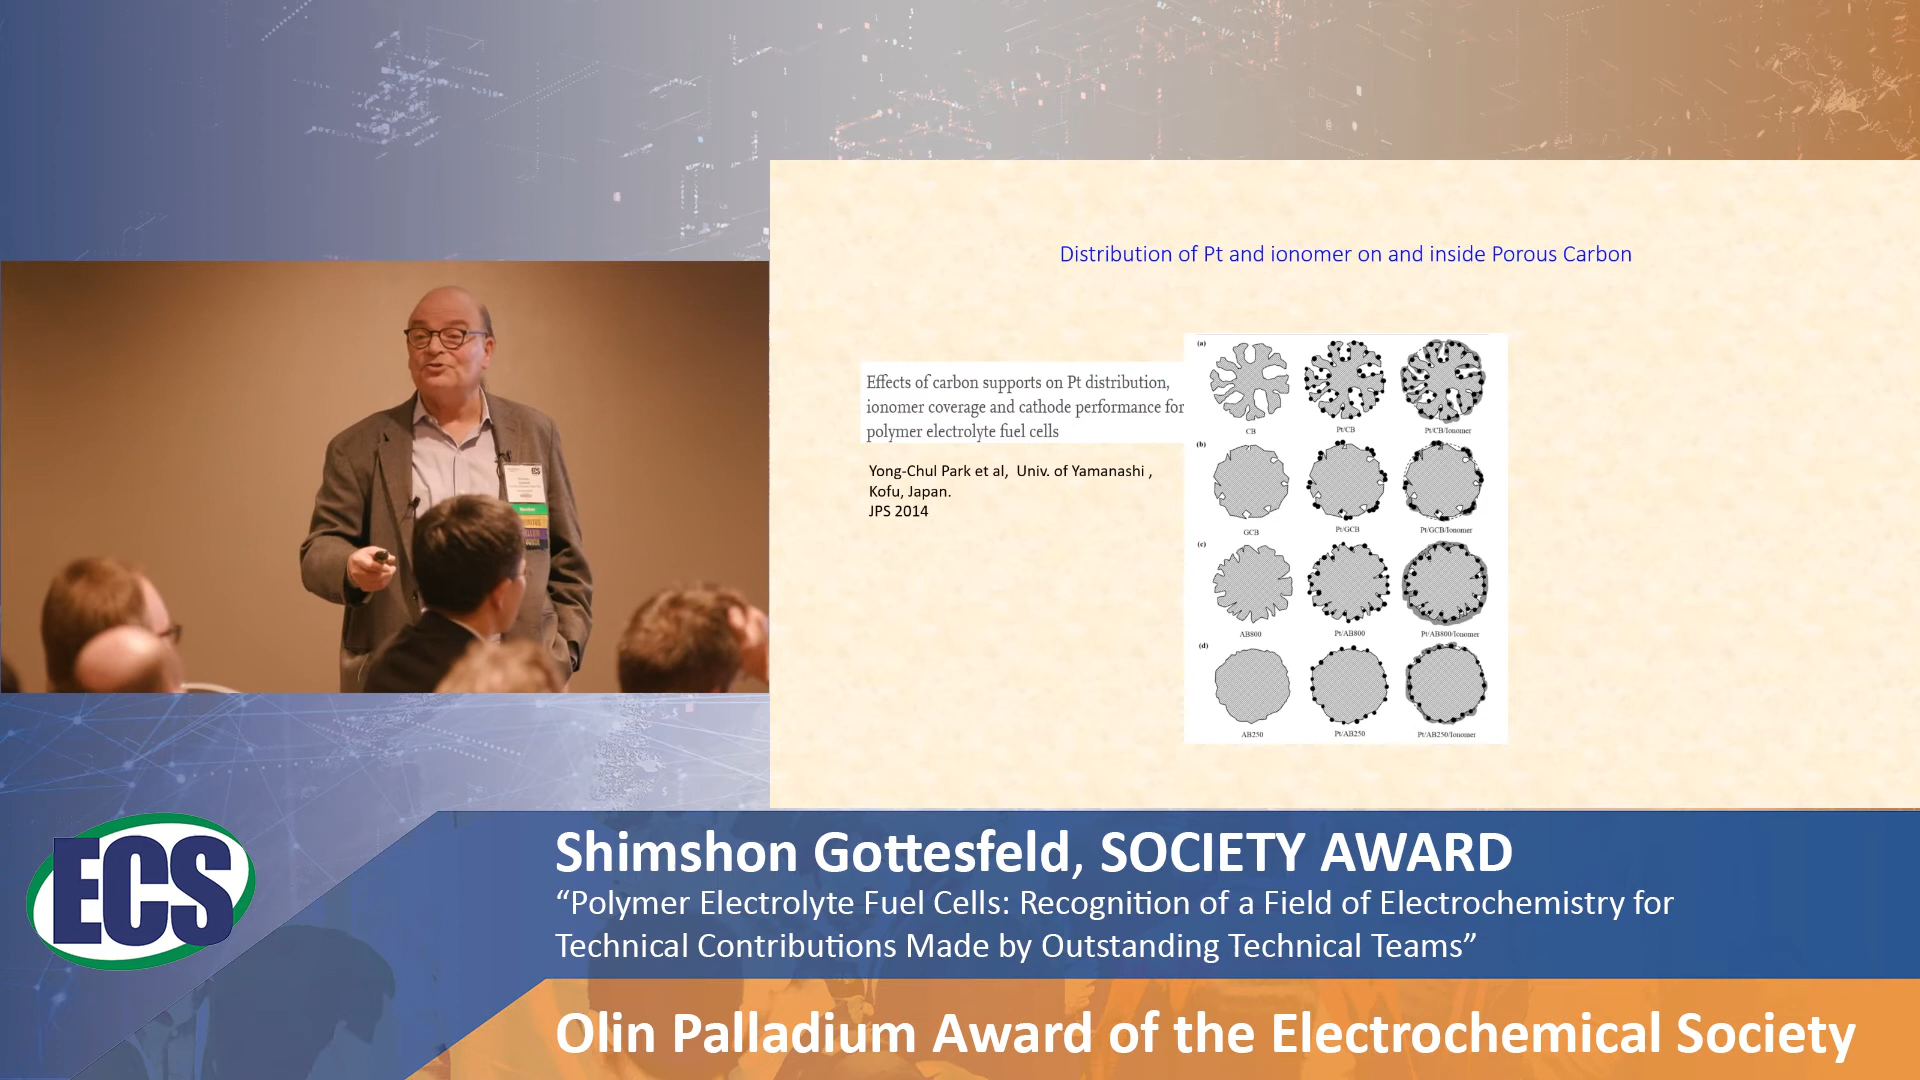 Distribution of Pt and ionomer on and inside Porous Carbon
Effects of carbon supports on Pt distribution,
ionomer coverage and cathode performance for
polymer electrolyte fuel cells
Yong-Chul Park et al, Univ. of Yamanashi ,
Kofu, Japan.
JPS 2014
(a)
CB
Pt/CB
Pt/CB/Ionomer
(b)
GCB
Pt/GCB
Pt/GCB/Ionomer
(c)
AB800
Pt/AB800
Pt/AB800/Ionomer
(d)
AB250
Pt/AB250
Pt/AB250/Ionomer
ECS
ECS
Shimshon Gottesfeld, SOCIETY AWARD
“Polymer Electrolyte Fuel Cells: Recognition of a Field of Electrochemistry for
Technical Contributions Made by Outstanding Technical Teams”
Olin Palladium Award of the Electrochemical Society